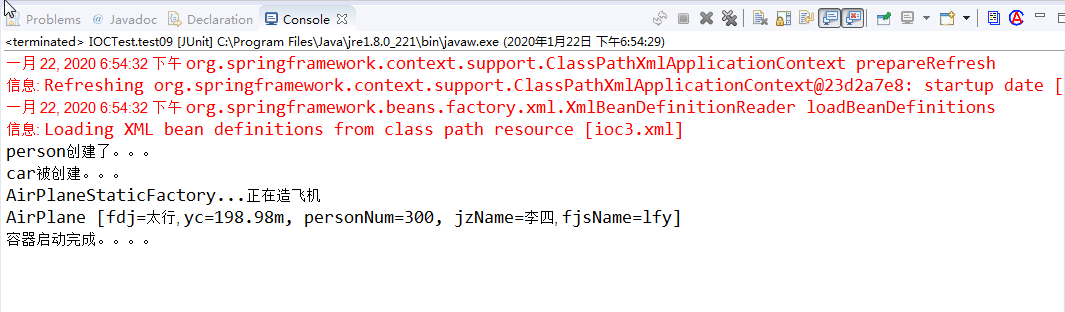 Problems @ Javadoc Declaration Console
<terminated> IOCTest.test09 [JUnit] C:\Program Files\Java\jre1.8.0_221\bin\javaw.exe (2020年1月22日 下午6:54:29)
一月 22, 2020 6:54:32 下午 org.springframework.context.support.ClassPathXmlApplicationContext prepareRefresh
信息: Refreshing org.springframework.context.support.ClassPathXmlApplicationContext@23d2a7e8: startup date [
一月 22, 2020 6:54:32 下午 org.springframework.beans.factory.xml.XmlBeanDefinitionReader loadBeanDefinitions
信息: Loading XML bean definitions from class path resource [ioc3.xml]
person创建了。。。
car被创建。。。
AirPlaneStaticFactory...正在造飞机
AirPlane [fdj=太行, yc=198.98m, personNum=300, jzName=李四, fjsName=lfy]
容器启动完成。。。。